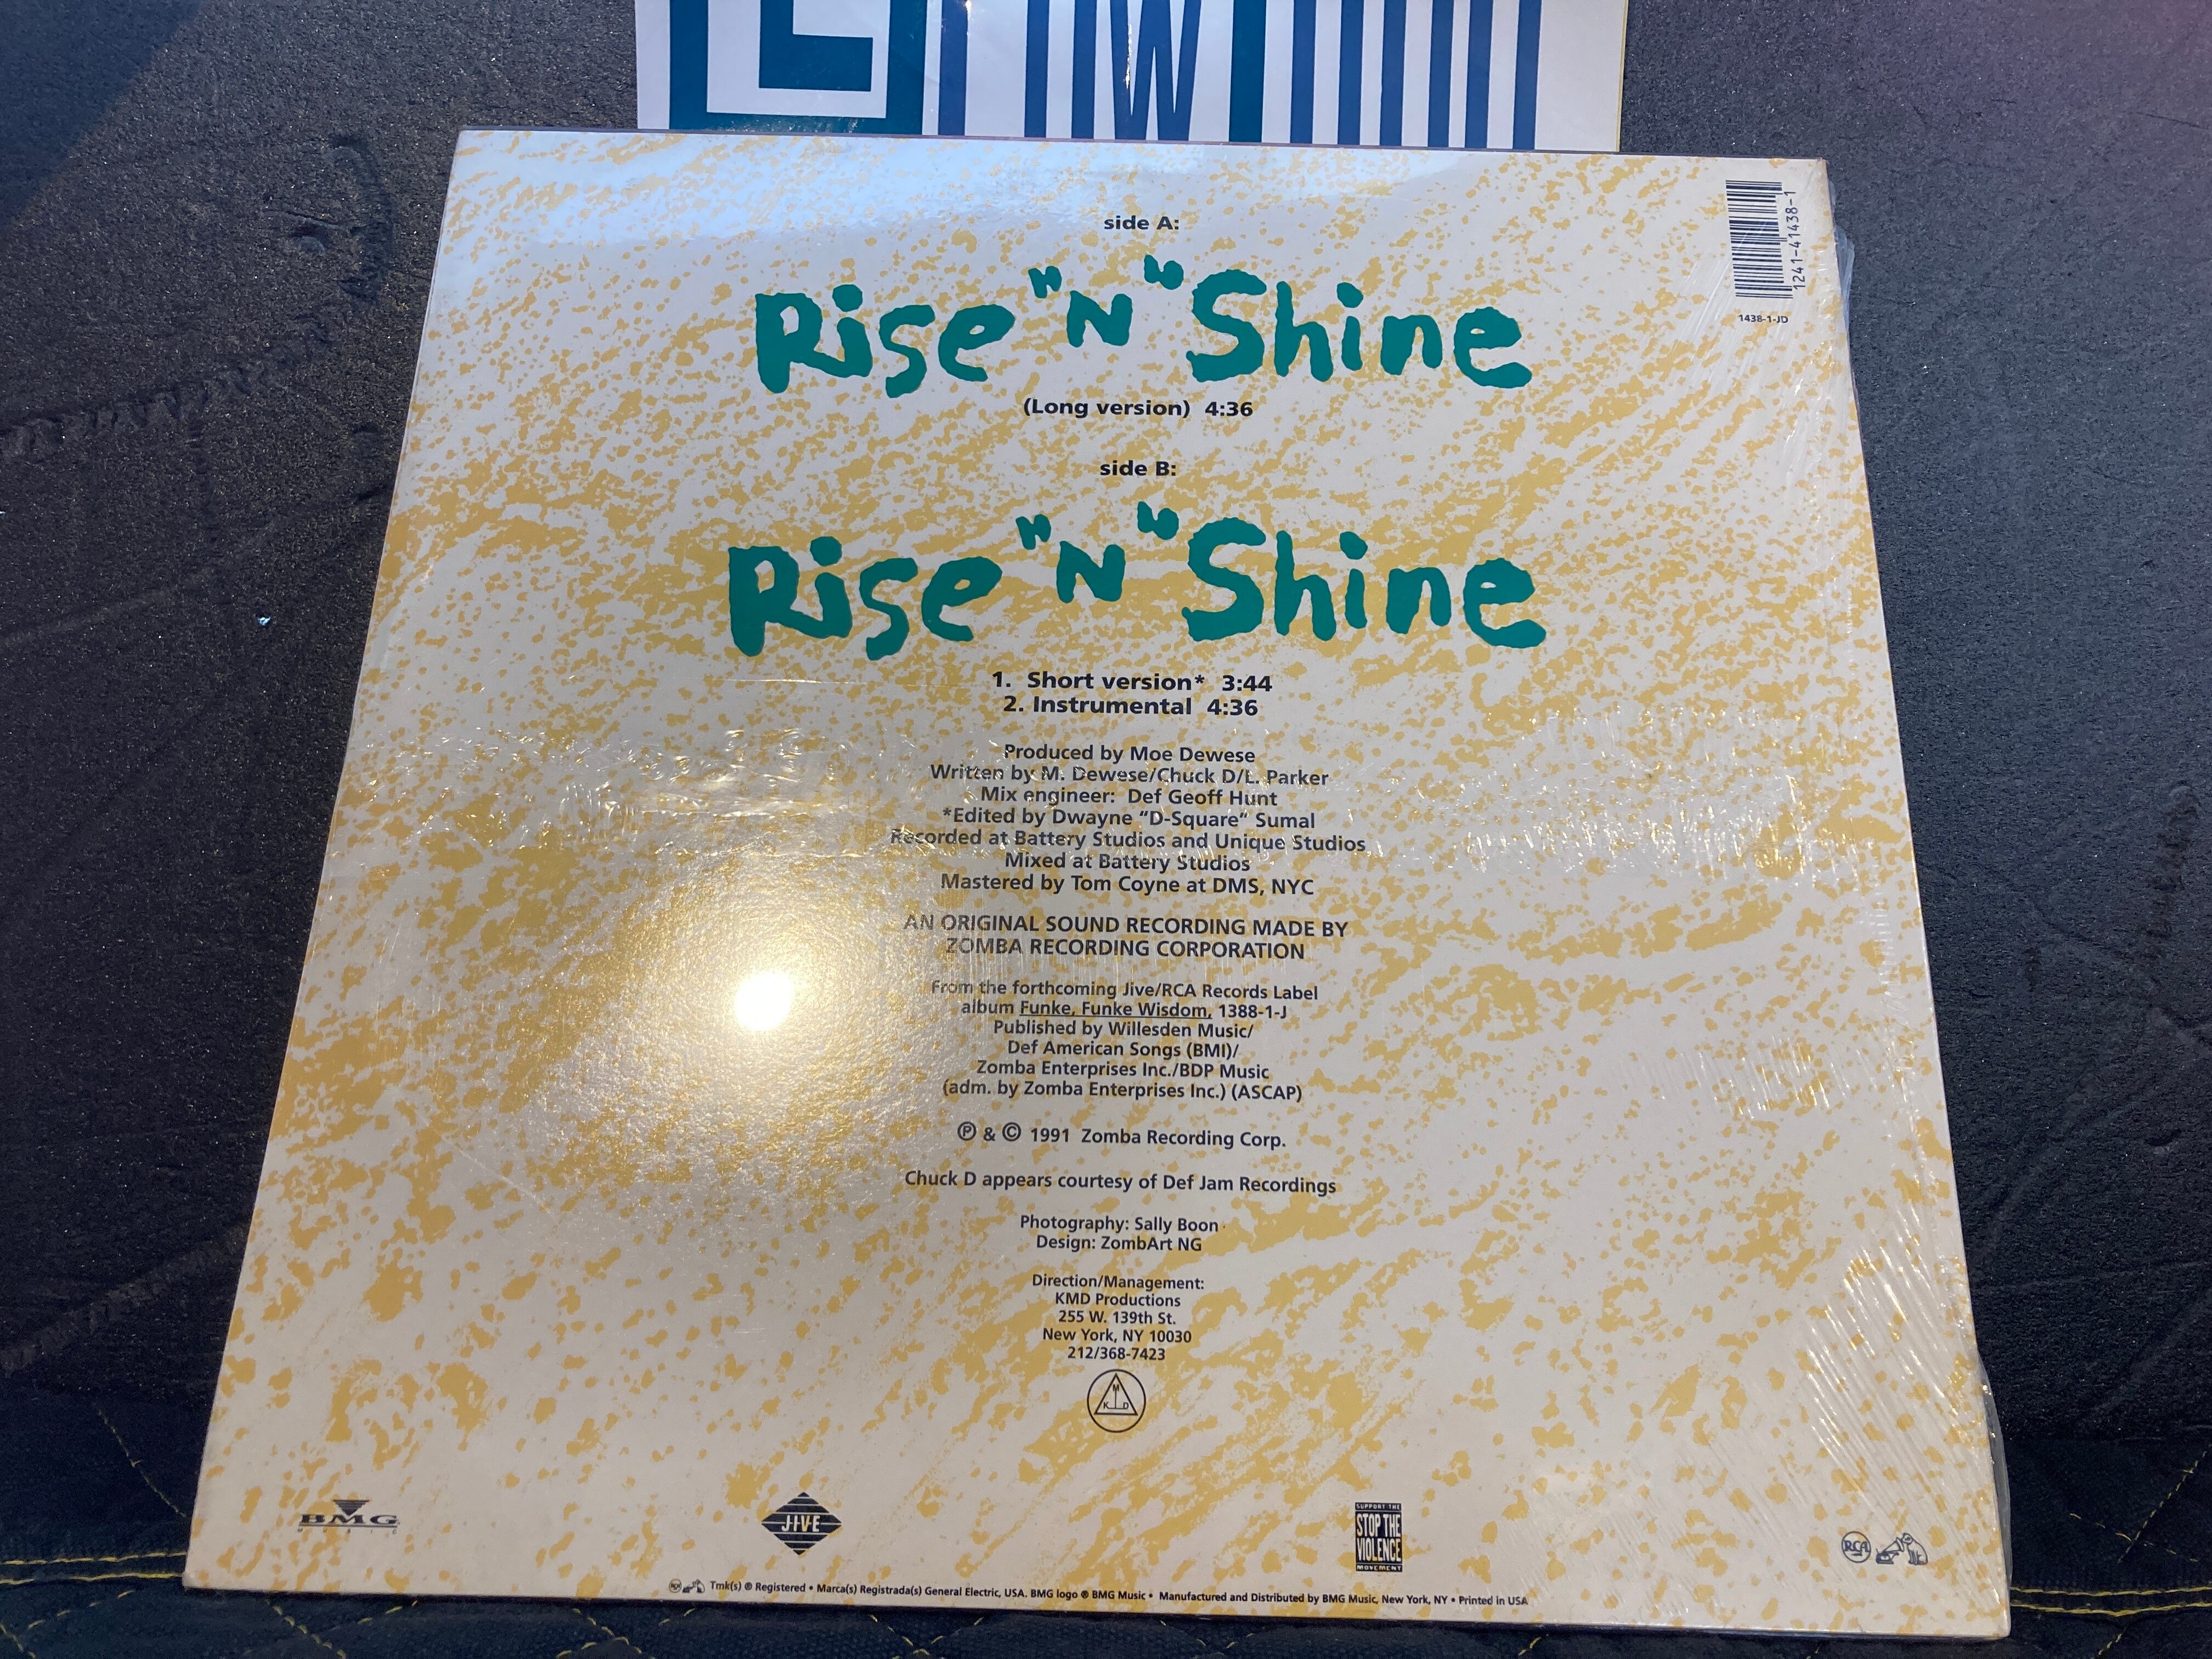 side A:
Rise "N" Shine
(Long version) 4:36
side B:
Rise "N" Shine
1. Short version* 3:44
2. Instrumental 4:36
Produced by Moe Dewese
Written by M. Dewese/Chuck D/L. Parker
Mix engineer: Def Geoff Hunt
*Edited by Dwayne "D-Square" Sumal
Recorded at Battery Studios and Unique Studios
Mixed at Battery Studios
Mastered by Tom Coyne at DMS, NYC
AN ORIGINAL SOUND RECORDING MADE BY
ZOMBA RECORDING CORPORATION
From the forthcoming Jive/RCA Records Label
album Funke, Funke Wisdom, 1388-1-J
Published by Willesden Music/
Def American Songs (BMI)/
Zomba Enterprises Inc./BDP Music
(adm. by Zomba Enterprises Inc.) (ASCAP)
℗ & © 1991 Zomba Recording Corp.
Chuck D appears courtesy of Def Jam Recordings
Photography: Sally Boon
Design: ZombArt NG
Direction/Management:
KMD Productions
255 W. 139th St.
New York, NY 10030
212/368-7423
M
K D
1241-41438-1
1438-1-JD
BMG
MUSIC
JIVE
SUPPORT THE
STOP THE
VIOLENCE
MOVEMENT
RCA
RCA Tmk(s) ® Registered • Marca(s) Registrada(s) General Electric, USA. BMG logo ® BMG Music • Manufactured and Distributed by BMG Music, New York, NY • Printed in USA